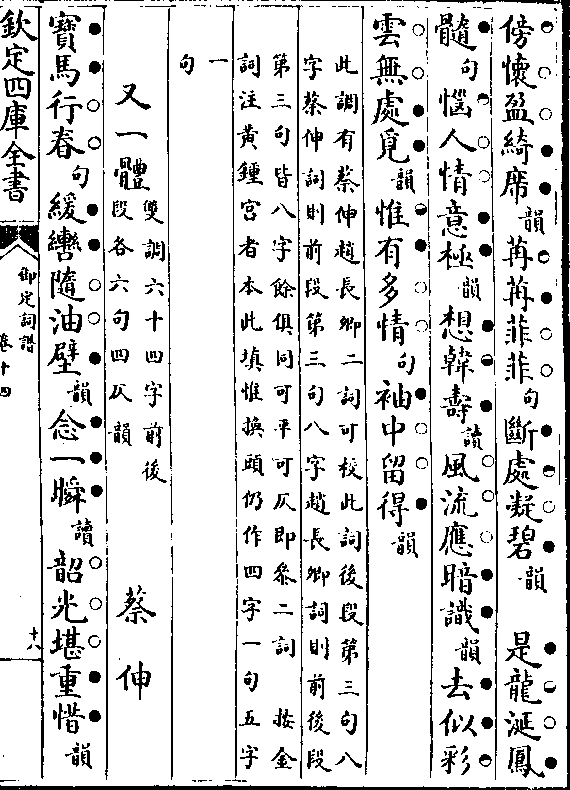 傍懷盈綺席韻苒苒菲菲句斷處凝碧韻　是龍涎鳳
髓句惱人情意極韻想韓壽讀風流應暗識韻去似彩
雲無處覓韻惟有多情句袖中留得韻
此調有蔡伸趙長卿二詞可校此詞後段第三句八
字蔡伸詞則前段第三句八字趙長卿詞則前後段
第三句皆八字餘俱同可平可仄即叅二詞　按金
詞注黃鍾宮者本此填惟換頭仍作四字一句五字
一句
又一體雙調六十四字前後段各六句四仄韻　蔡伸
寶馬行春句緩轡隨油壁韻念一瞬讀韶光堪重惜韻
欽定四庫全書
御定詞譜
卷十四
十八